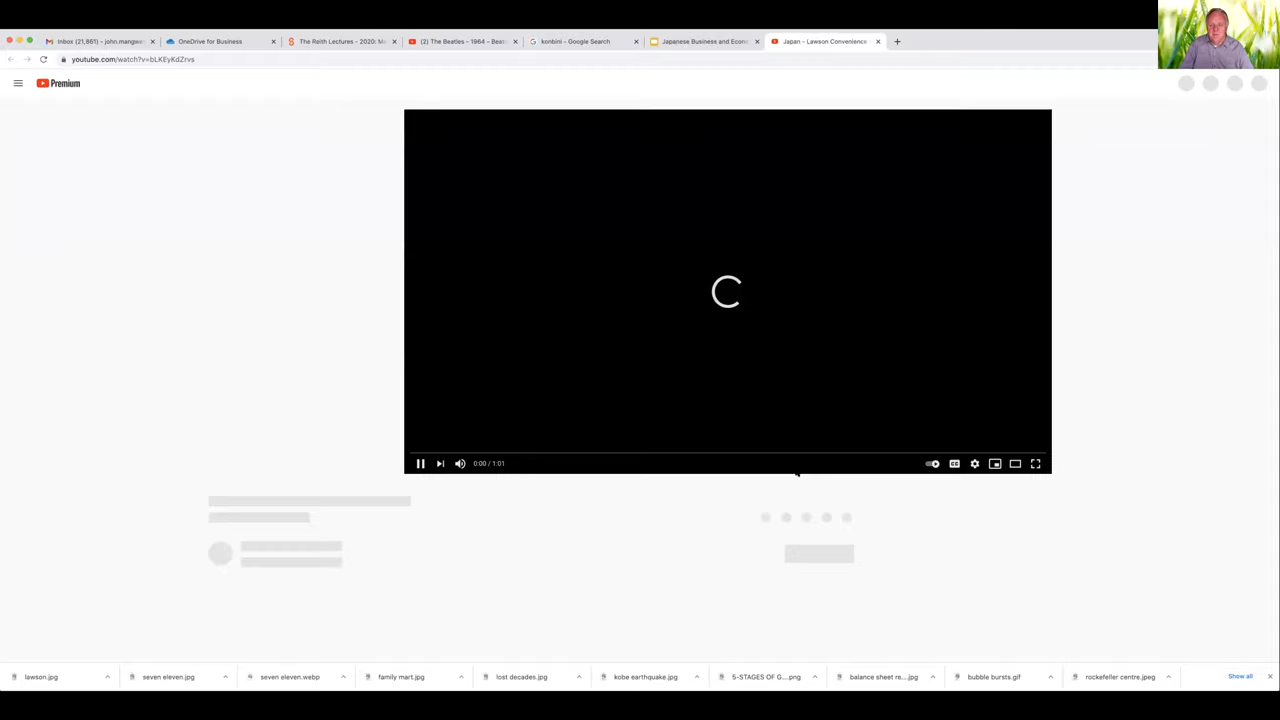 Inbox (21,861) - john.mangwa
OneDrive for Business
The Reith Lectures - 2020: M
(2) The Beatles - 1964 - Beat
konbini - Google Search
Japanese Business and Econ
Japan - Lawson Convenience
youtube.com/watch?v=bLKEyKdZrvs
Premium
0:00 / 1:01
CC
lawson.jpg
seven eleven.jpg
seven eleven.webp
family mart.jpg
lost decades.jpg
kobe earthquake.jpg
5-STAGES OF G....png
balance sheet re....jpg
bubble bursts.gif
rockefeller centre.jpeg
Show all